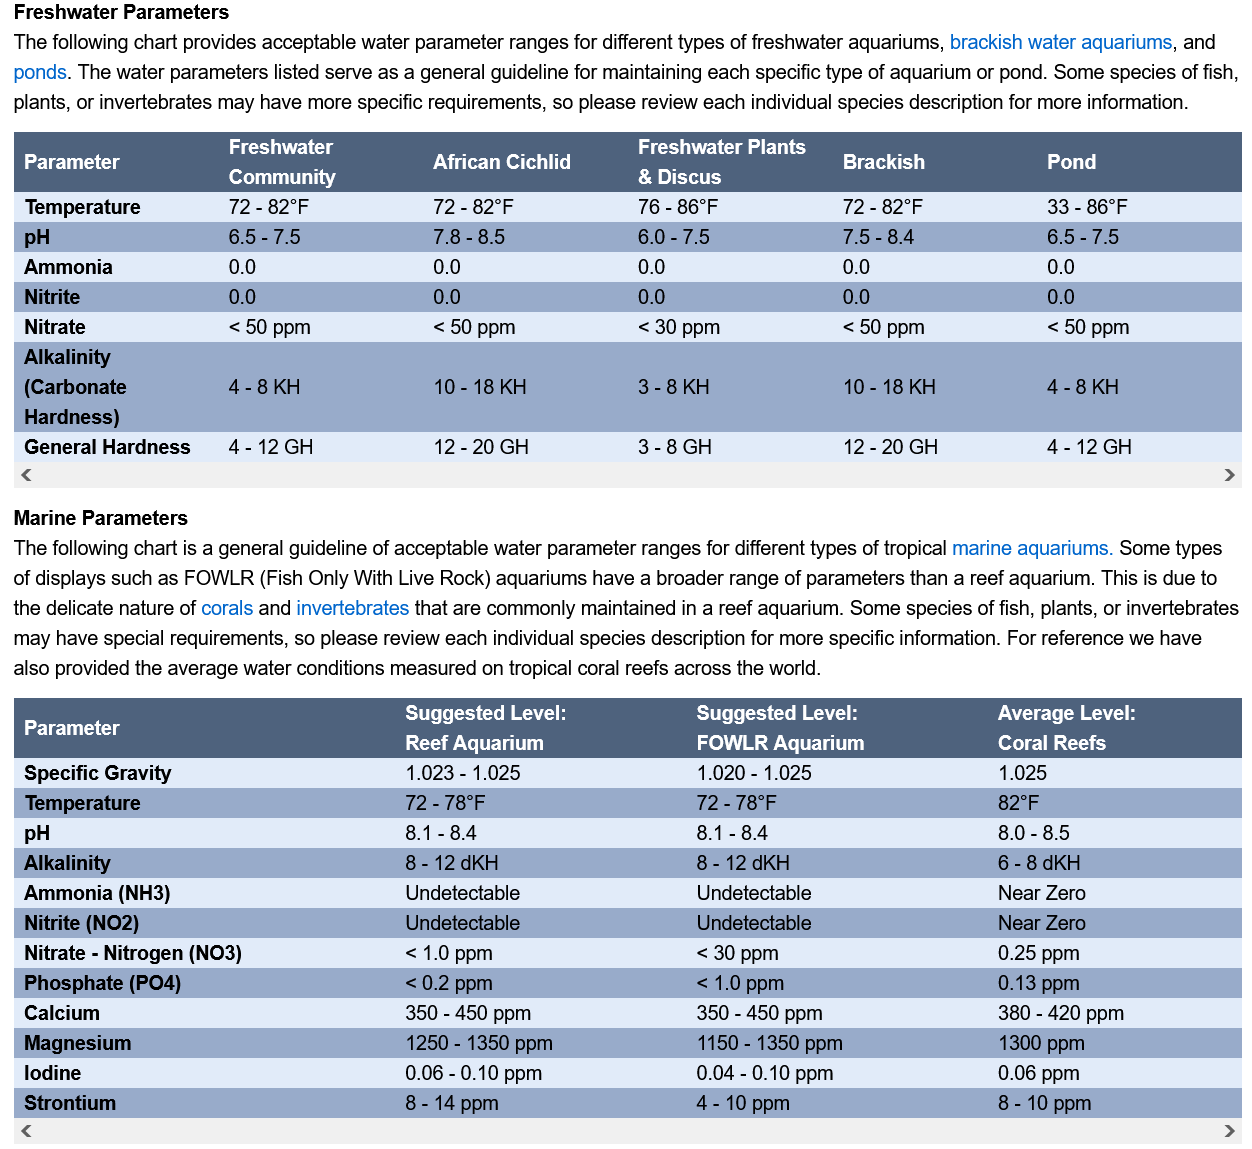 Freshwater Parameters
The following chart provides acceptable water parameter ranges for different types of freshwater aquariums, brackish water aquariums, and
ponds. The water parameters listed serve as a general guideline for maintaining each specific type of aquarium or pond. Some species of fish,
plants, or invertebrates may have more specific requirements, so please review each individual species description for more information.
Parameter Freshwater Community African Cichlid Freshwater Plants & Discus Brackish Pond
Temperature 72 - 82°F 72 - 82°F 76 - 86°F 72 - 82°F 33 - 86°F
pH 6.5 - 7.5 7.8 - 8.5 6.0 - 7.5 7.5 - 8.4 6.5 - 7.5
Ammonia 0.0 0.0 0.0 0.0 0.0
Nitrite 0.0 0.0 0.0 0.0 0.0
Nitrate < 50 ppm < 50 ppm < 30 ppm < 50 ppm < 50 ppm
Alkalinity (Carbonate Hardness) 4 - 8 KH 10 - 18 KH 3 - 8 KH 10 - 18 KH 4 - 8 KH
General Hardness 4 - 12 GH 12 - 20 GH 3 - 8 GH 12 - 20 GH 4 - 12 GH
Marine Parameters
The following chart is a general guideline of acceptable water parameter ranges for different types of tropical marine aquariums. Some types
of displays such as FOWLR (Fish Only With Live Rock) aquariums have a broader range of parameters than a reef aquarium. This is due to
the delicate nature of corals and invertebrates that are commonly maintained in a reef aquarium. Some species of fish, plants, or invertebrates
may have special requirements, so please review each individual species description for more specific information. For reference we have
also provided the average water conditions measured on tropical coral reefs across the world.
Parameter Suggested Level: Reef Aquarium Suggested Level: FOWLR Aquarium Average Level: Coral Reefs
Specific Gravity 1.023 - 1.025 1.020 - 1.025 1.025
Temperature 72 - 78°F 72 - 78°F 82°F
pH 8.1 - 8.4 8.1 - 8.4 8.0 - 8.5
Alkalinity 8 - 12 dKH 8 - 12 dKH 6 - 8 dKH
Ammonia (NH3) Undetectable Undetectable Near Zero
Nitrite (NO2) Undetectable Undetectable Near Zero
Nitrate - Nitrogen (NO3) < 1.0 ppm < 30 ppm 0.25 ppm
Phosphate (PO4) < 0.2 ppm < 1.0 ppm 0.13 ppm
Calcium 350 - 450 ppm 350 - 450 ppm 380 - 420 ppm
Magnesium 1250 - 1350 ppm 1150 - 1350 ppm 1300 ppm
Iodine 0.06 - 0.10 ppm 0.04 - 0.10 ppm 0.06 ppm
Strontium 8 - 14 ppm 4 - 10 ppm 8 - 10 ppm